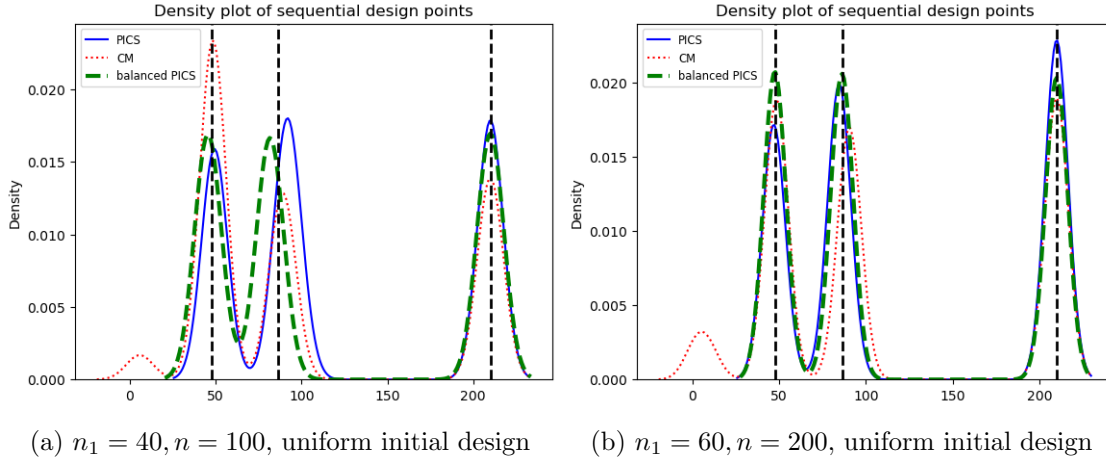 Density plot of sequential design points
PICS
CM
balanced PICS
Density
0.020
0.015
0.010
0.005
0.000
0
50
100
150
200
(a) n₁ = 40, n = 100, uniform initial design
Density plot of sequential design points
PICS
CM
balanced PICS
Density
0.020
0.015
0.010
0.005
0.000
0
50
100
150
200
(b) n₁ = 60, n = 200, uniform initial design